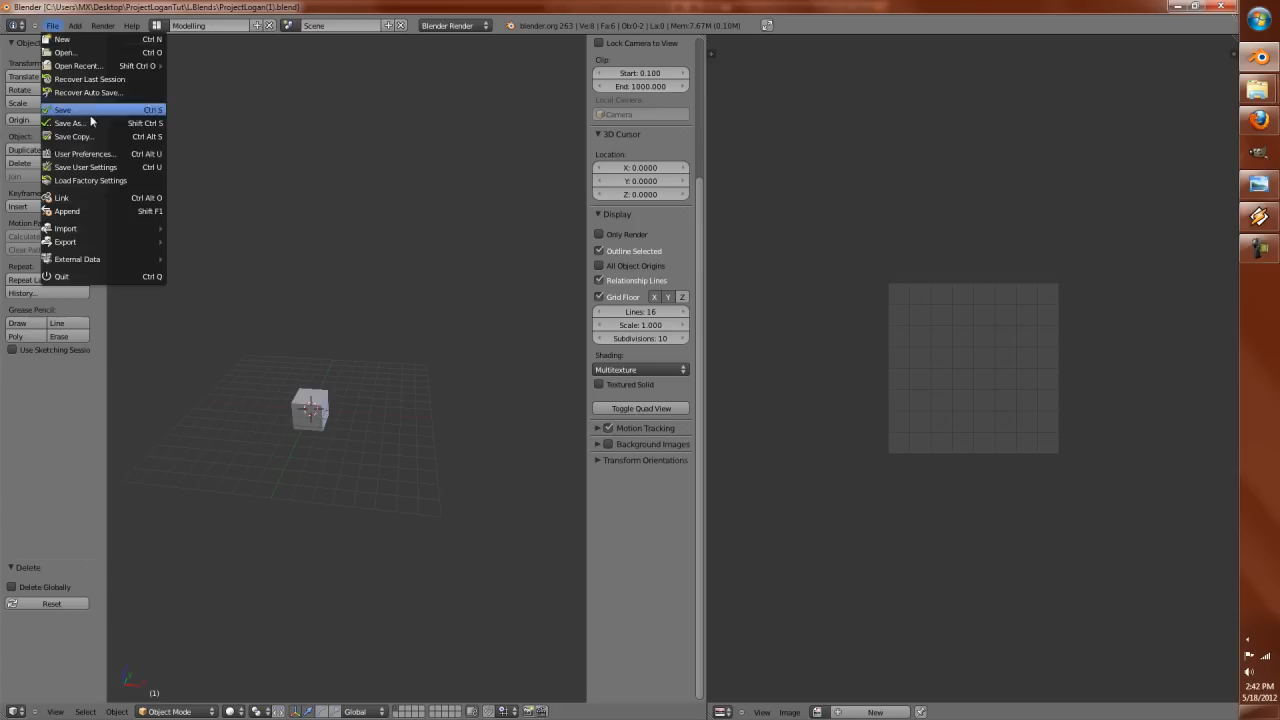 Blender [C:\Users\MX\Desktop\ProjectLoganTut\LBlends\ProjectLogan(1).blend]
File Add Render Help Modelling Scene Blender Render blender.org 263 | Ve:8 | Fa:6 | Ob:0-2 | La:0 | Mem:7.67M (0.10M)
New Ctrl N
Open... Ctrl O
Open Recent... Shift Ctrl O
Recover Last Session
Recover Auto Save...
Save Ctrl S
Save As... Shift Ctrl S
Save Copy... Ctrl Alt S
User Preferences... Ctrl Alt U
Save User Settings Ctrl U
Load Factory Settings
Link Ctrl Alt O
Append Shift F1
Import
Export
External Data
Quit Ctrl Q
Object
Transform
Translate
Rotate
Scale
Origin
Object:
Duplicate
Delete
Join
Keyframe
Insert
Motion Pa
Calculate
Clear Pat
Repeat:
Repeat La
History...
Grease Pencil:
Draw Line
Poly Erase
Use Sketching Sessio
Delete
Delete Globally
Reset
(1)
View Select Object Object Mode Global
Lock Camera to View
Clip:
Start: 0.100
End: 1000.000
Local Camera:
Camera
3D Cursor
Location:
X: 0.0000
Y: 0.0000
Z: 0.0000
Display
Only Render
Outline Selected
All Object Origins
Relationship Lines
Grid Floor X Y Z
Lines: 16
Scale: 1.000
Subdivisions: 10
Shading:
Multitexture
Textured Solid
Toggle Quad View
Motion Tracking
Background Images
Transform Orientations
View Image New
2:42 PM
5/18/2012